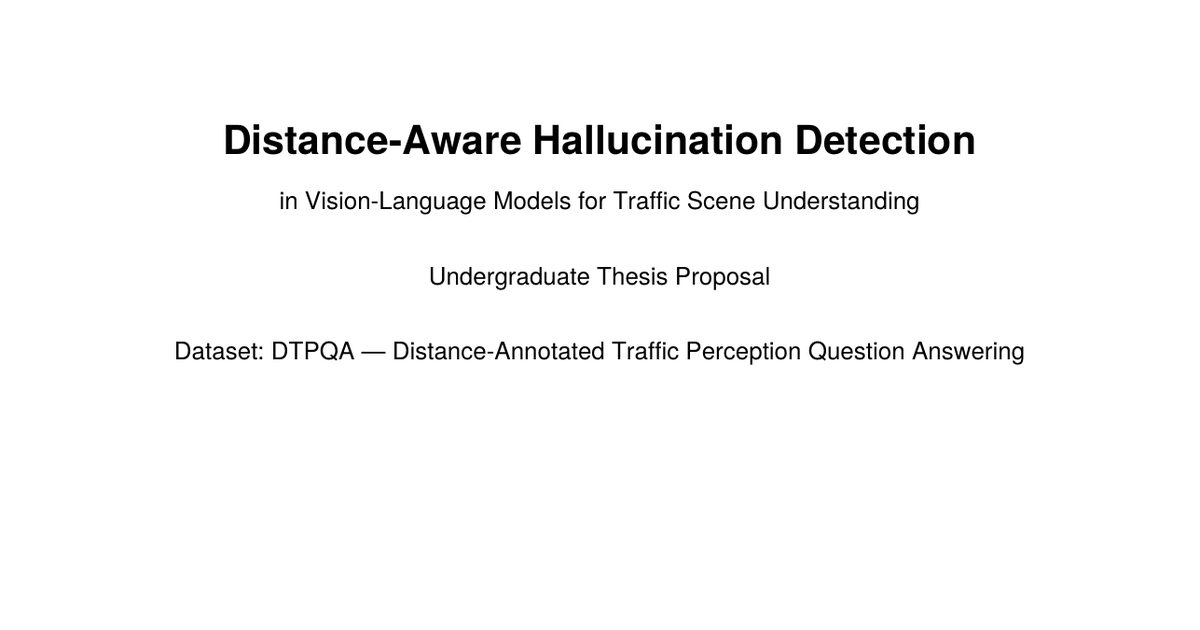 Distance-Aware Hallucination Detection
in Vision-Language Models for Traffic Scene Understanding
Undergraduate Thesis Proposal
Dataset: DTPQA — Distance-Annotated Traffic Perception Question Answering